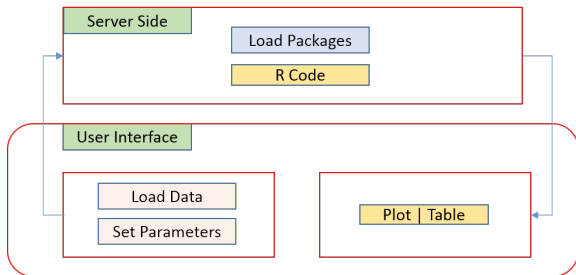 Server Side
Load Packages
R Code
User Interface
Load Data
Set Parameters
Plot | Table